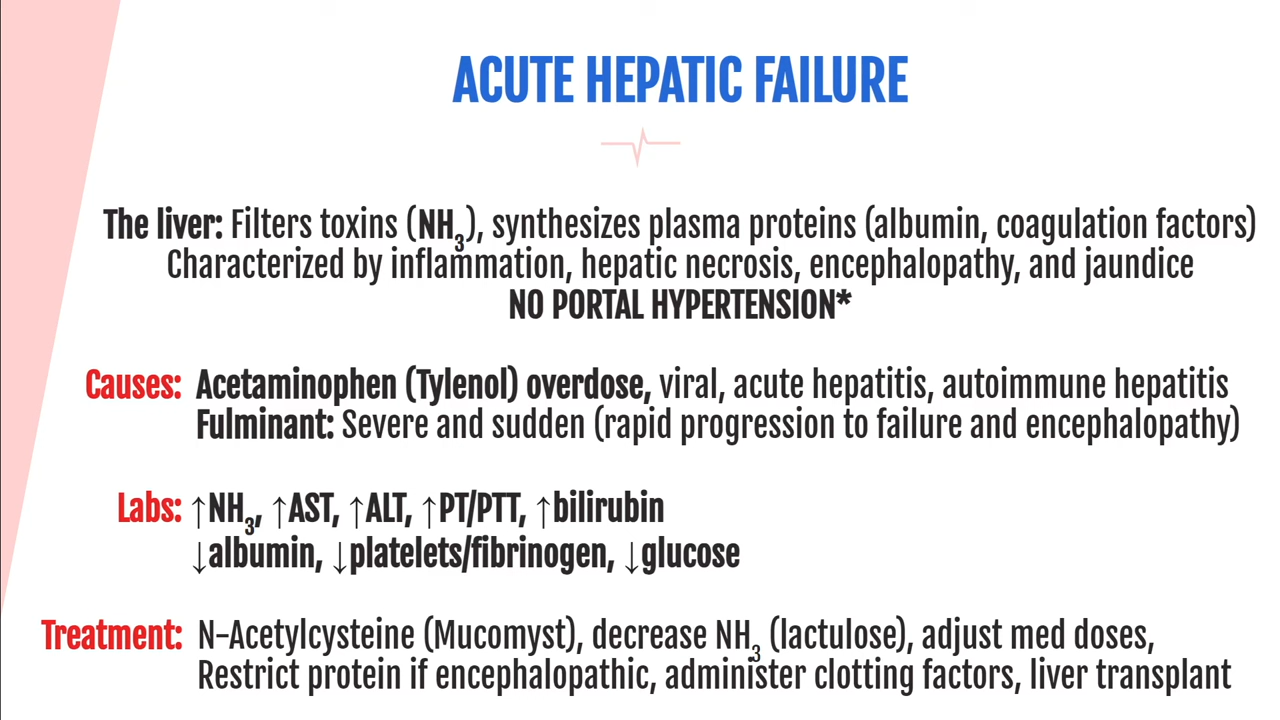 ACUTE HEPATIC FAILURE
The liver: Filters toxins (NH₃), synthesizes plasma proteins (albumin, coagulation factors)
Characterized by inflammation, hepatic necrosis, encephalopathy, and jaundice
NO PORTAL HYPERTENSION*
Causes: Acetaminophen (Tylenol) overdose, viral, acute hepatitis, autoimmune hepatitis
Fulminant: Severe and sudden (rapid progression to failure and encephalopathy)
Labs: ↑NH₃, ↑AST, ↑ALT, ↑PT/PTT, ↑bilirubin
↓albumin, ↓platelets/fibrinogen, ↓glucose
Treatment: N-Acetylcysteine (Mucomyst), decrease NH₃ (lactulose), adjust med doses,
Restrict protein if encephalopathic, administer clotting factors, liver transplant